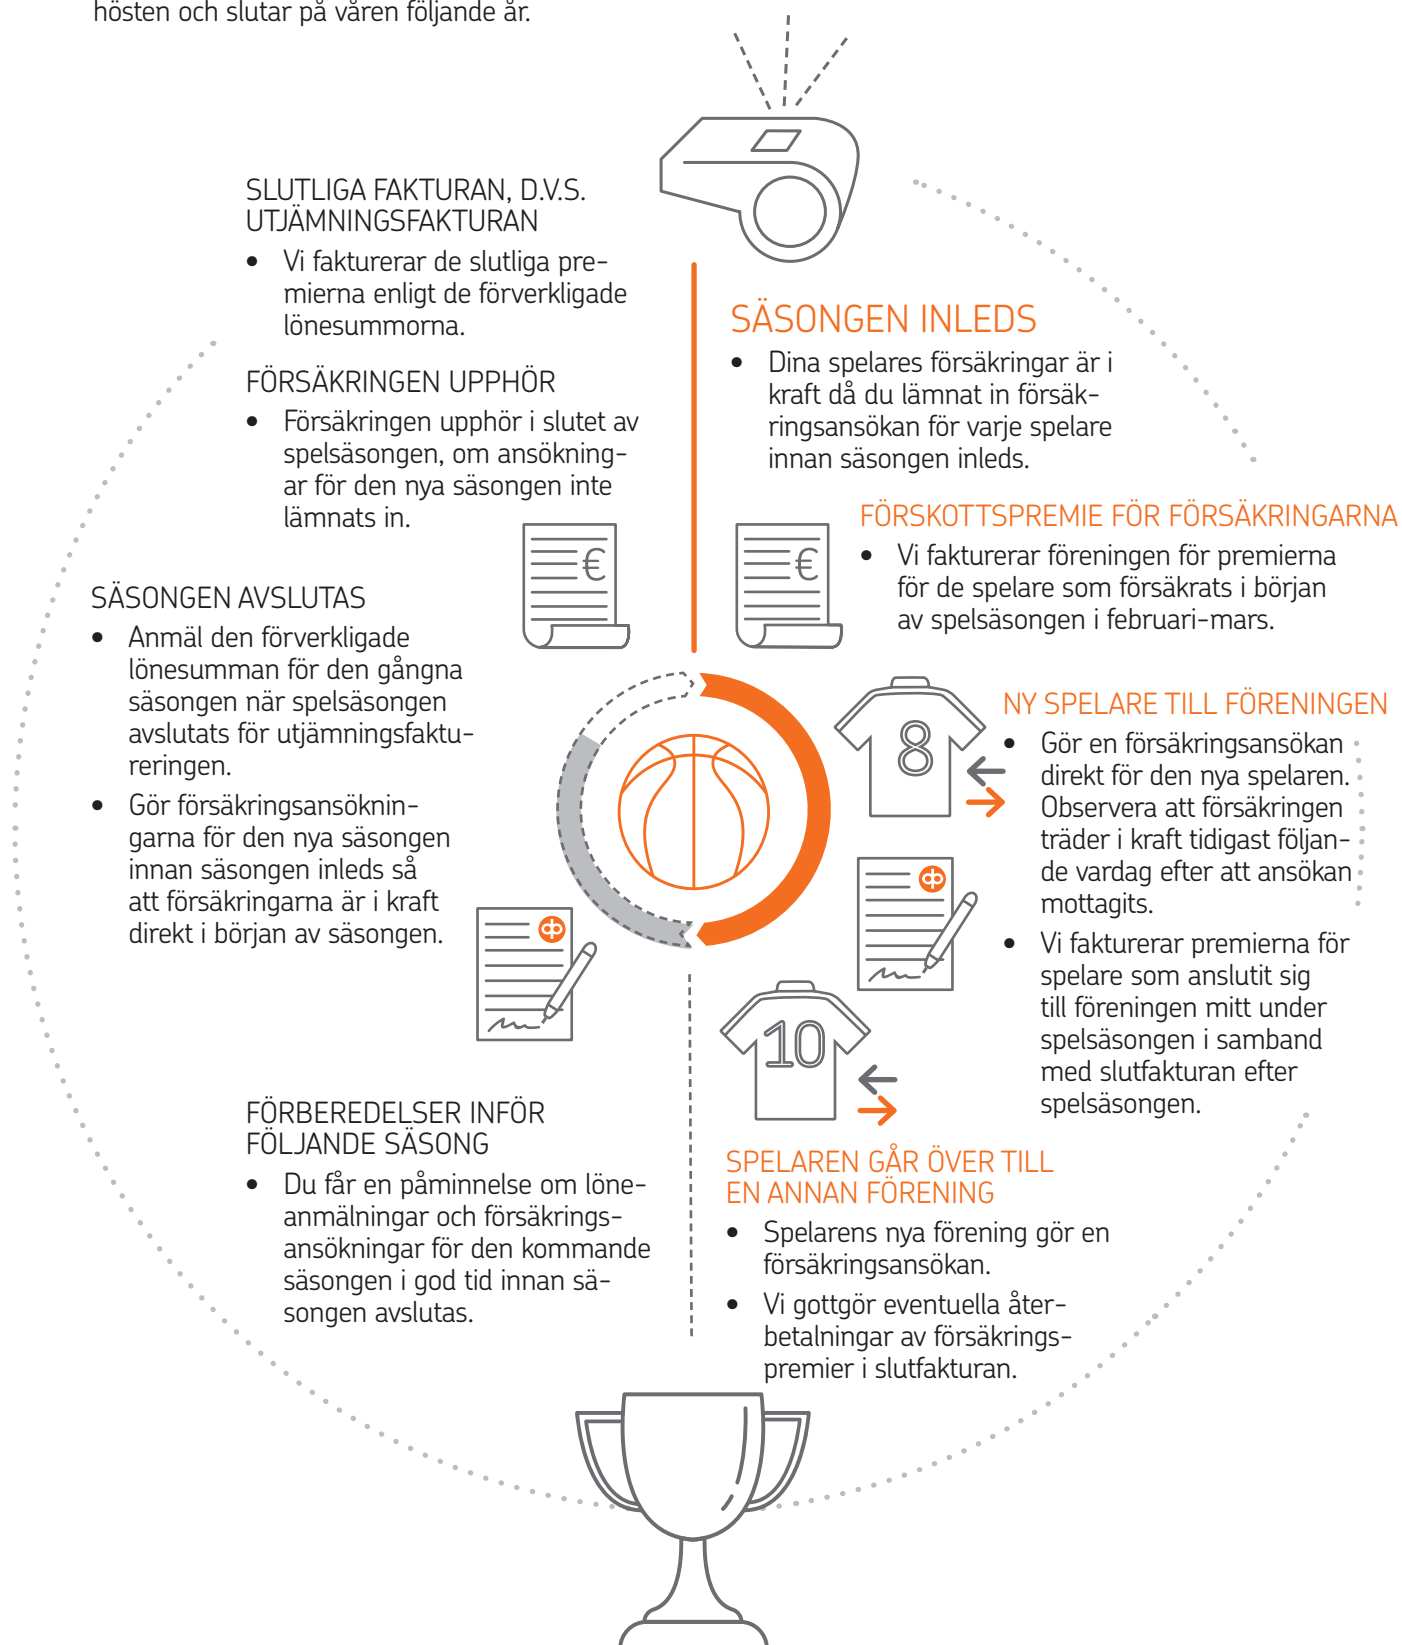 hösten och slutar på våren följande år.
SLUTLIGA FAKTURAN, D.V.S.
UTJÄMNINGSFAKTURAN
• Vi fakturerar de slutliga pre-
mierna enligt de förverkligade
lönesummorna.
FÖRSÄKRINGEN UPPHÖR
• Försäkringen upphör i slutet av
spelsäsongen, om ansökning-
ar för den nya säsongen inte
lämnats in.
SÄSONGEN AVSLUTAS
• Anmäl den förverkligade
lönesumman för den gångna
säsongen när spelsäsongen
avslutats för utjämningsfaktu-
reringen.
• Gör försäkringsansöknin-
garna för den nya säsongen
innan säsongen inleds så
att försäkringarna är i kraft
direkt i början av säsongen.
FÖRBEREDELSER INFÖR
FÖLJANDE SÄSONG
• Du får en påminnelse om löne-
anmälningar och försäkrings-
ansökningar för den kommande
säsongen i god tid innan sä-
songen avslutas.
SÄSONGEN INLEDS
• Dina spelares försäkringar är i
kraft då du lämnat in försäk-
ringsansökan för varje spelare
innan säsongen inleds.
FÖRSKOTTSPREMIE FÖR FÖRSÄKRINGARNA
• Vi fakturerar föreningen för premierna
för de spelare som försäkrats i början
av spelsäsongen i februari-mars.
€
€
NY SPELARE TILL FÖRENINGEN
• Gör en försäkringsansökan
direkt för den nya spelaren.
Observera att försäkringen
träder i kraft tidigast följan-
de vardag efter att ansökan
mottagits.
• Vi fakturerar premierna för
spelare som anslutit sig
till föreningen mitt under
spelsäsongen i samband
med slutfakturan efter
spelsäsongen.
8
op
op
10
SPELAREN GÅR ÖVER TILL
EN ANNAN FÖRENING
• Spelarens nya förening gör en
försäkringsansökan.
• Vi gottgör eventuella åter-
betalningar av försäkrings-
premier i slutfakturan.